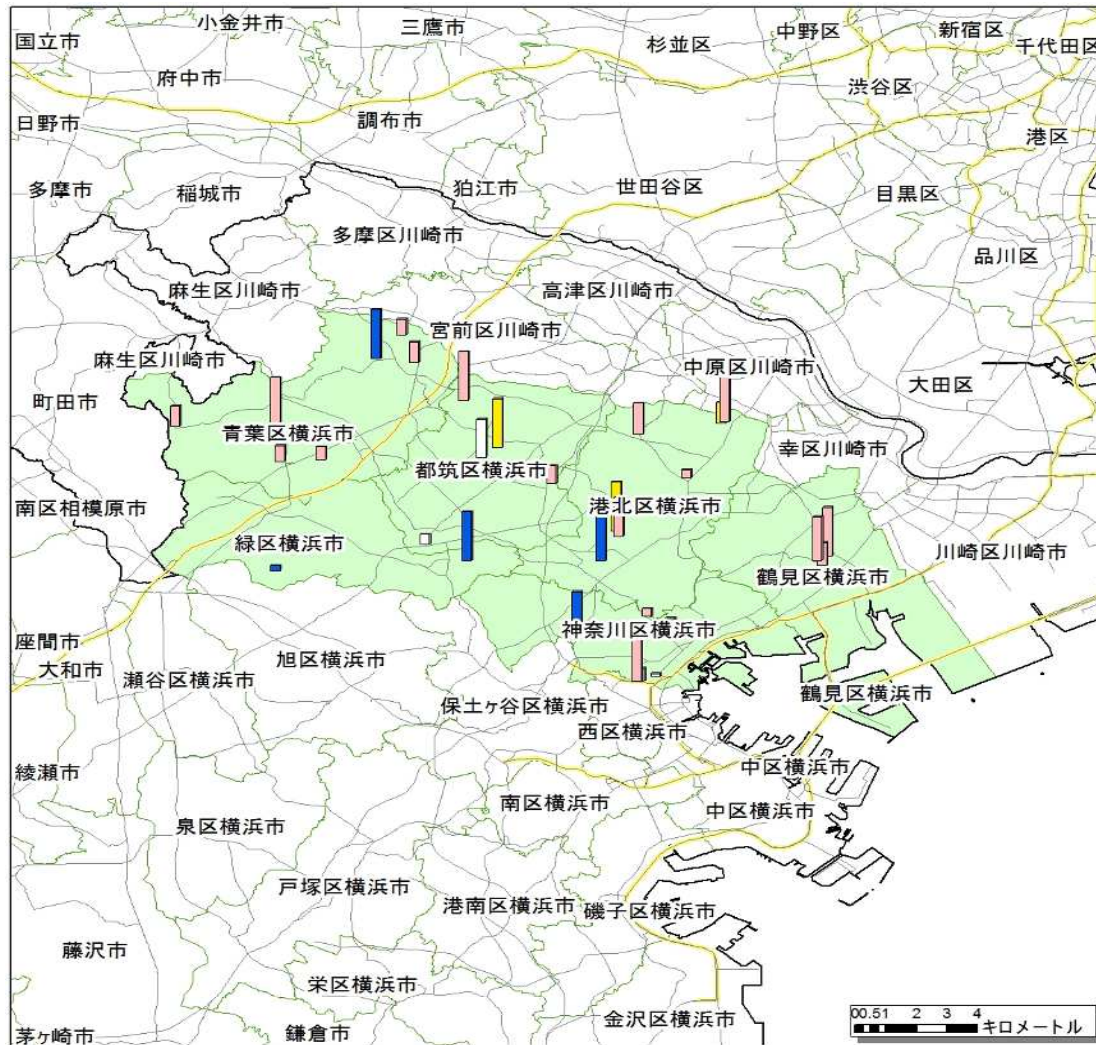 小金井市
三鷹市
中野区
新宿区
国立市
杉並区
千代田区
府中市
渋谷区
日野市
調布市
港区
多摩市
稲城市
狛江市
世田谷区
目黒区
多摩区川崎市
品川区
麻生区川崎市
高津区川崎市
宮前区川崎市
麻生区川崎市
中原区川崎市
大田区
町田市
青葉区横浜市
幸区川崎市
都筑区横浜市
南区相模原市
港北区横浜市
緑区横浜市
川崎区川崎市
鶴見区横浜市
神奈川区横浜市
座間市
旭区横浜市
大和市
瀬谷区横浜市
鶴見区横浜市
保土ヶ谷区横浜市
西区横浜市
綾瀬市
中区横浜市
南区横浜市
中区横浜市
泉区横浜市
戸塚区横浜市
港南区横浜市
磯子区横浜市
藤沢市
栄区横浜市
金沢区横浜市
茅ヶ崎市
鎌倉市
00.51 2 3 4
キロメートル